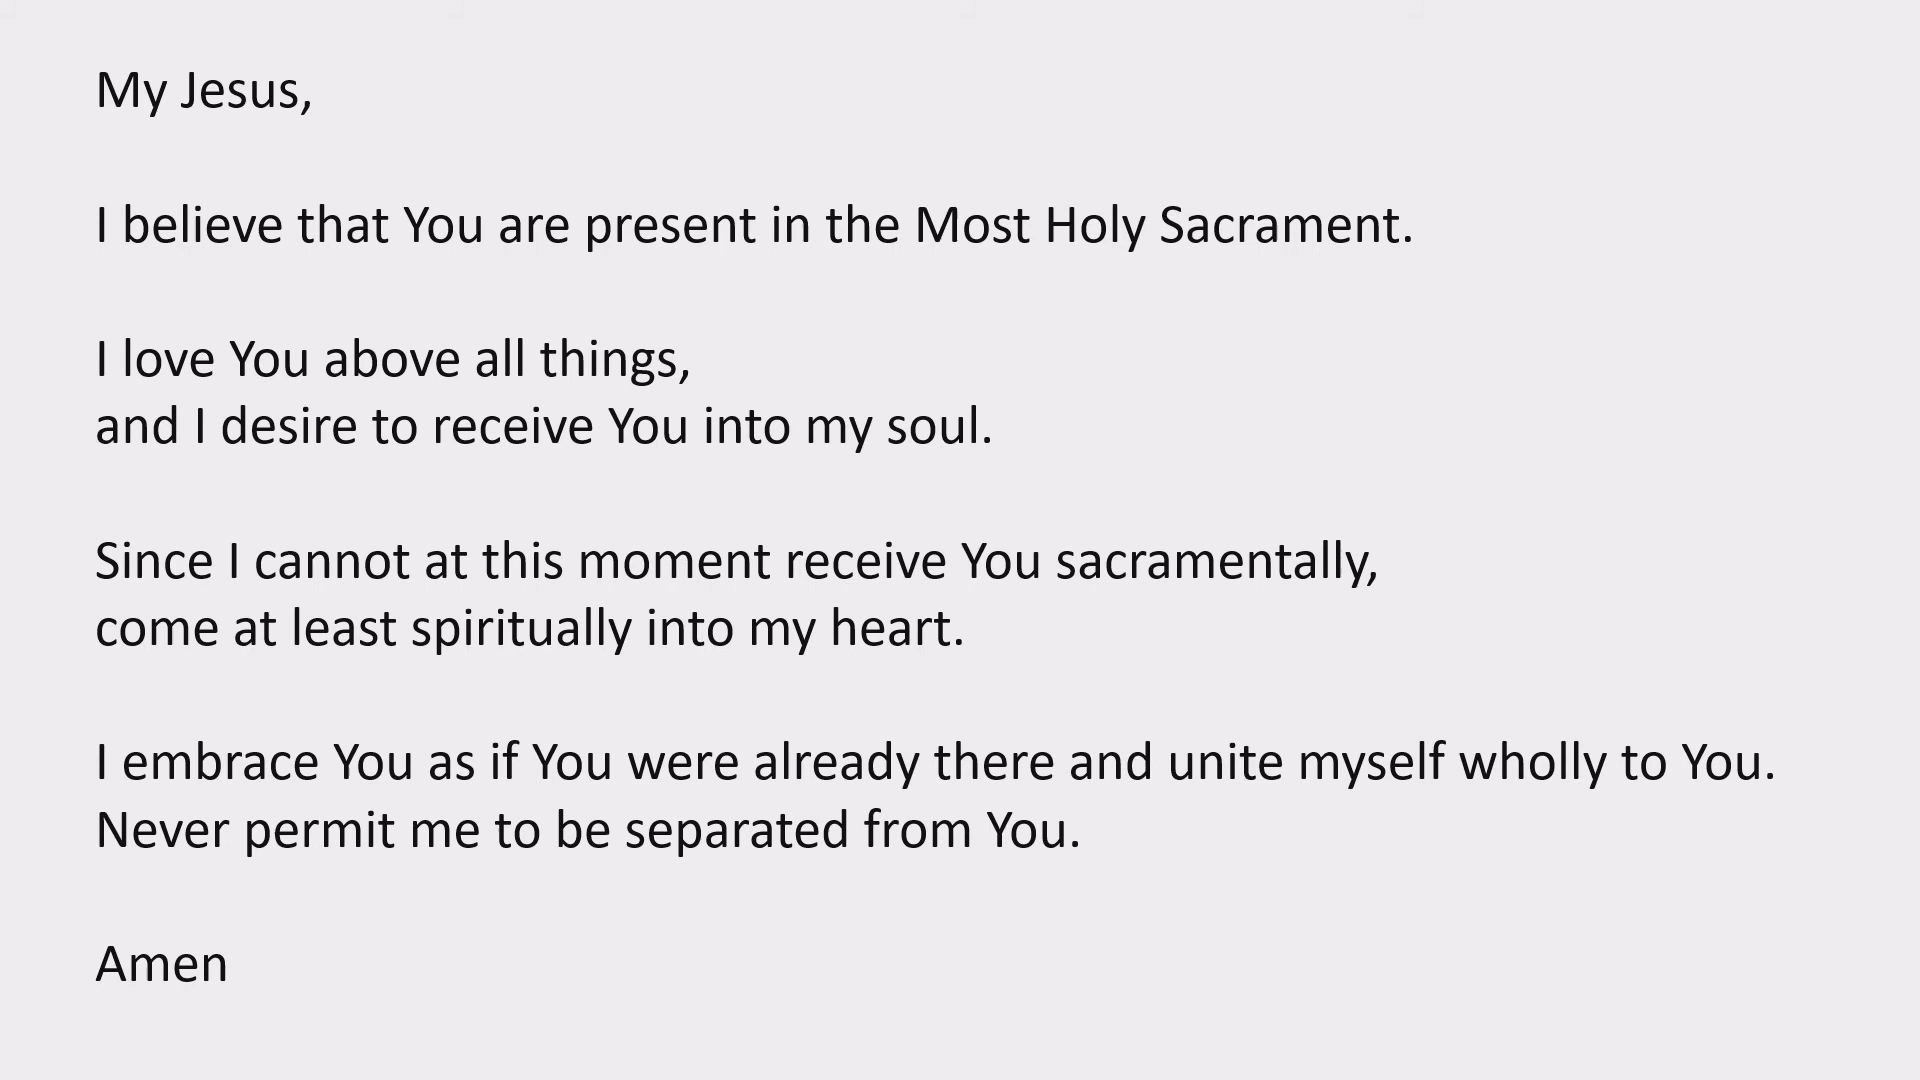 My Jesus,
I believe that You are present in the Most Holy Sacrament.
I love You above all things,
and I desire to receive You into my soul.
Since I cannot at this moment receive You sacramentally,
come at least spiritually into my heart.
I embrace You as if You were already there and unite myself wholly to You.
Never permit me to be separated from You.
Amen